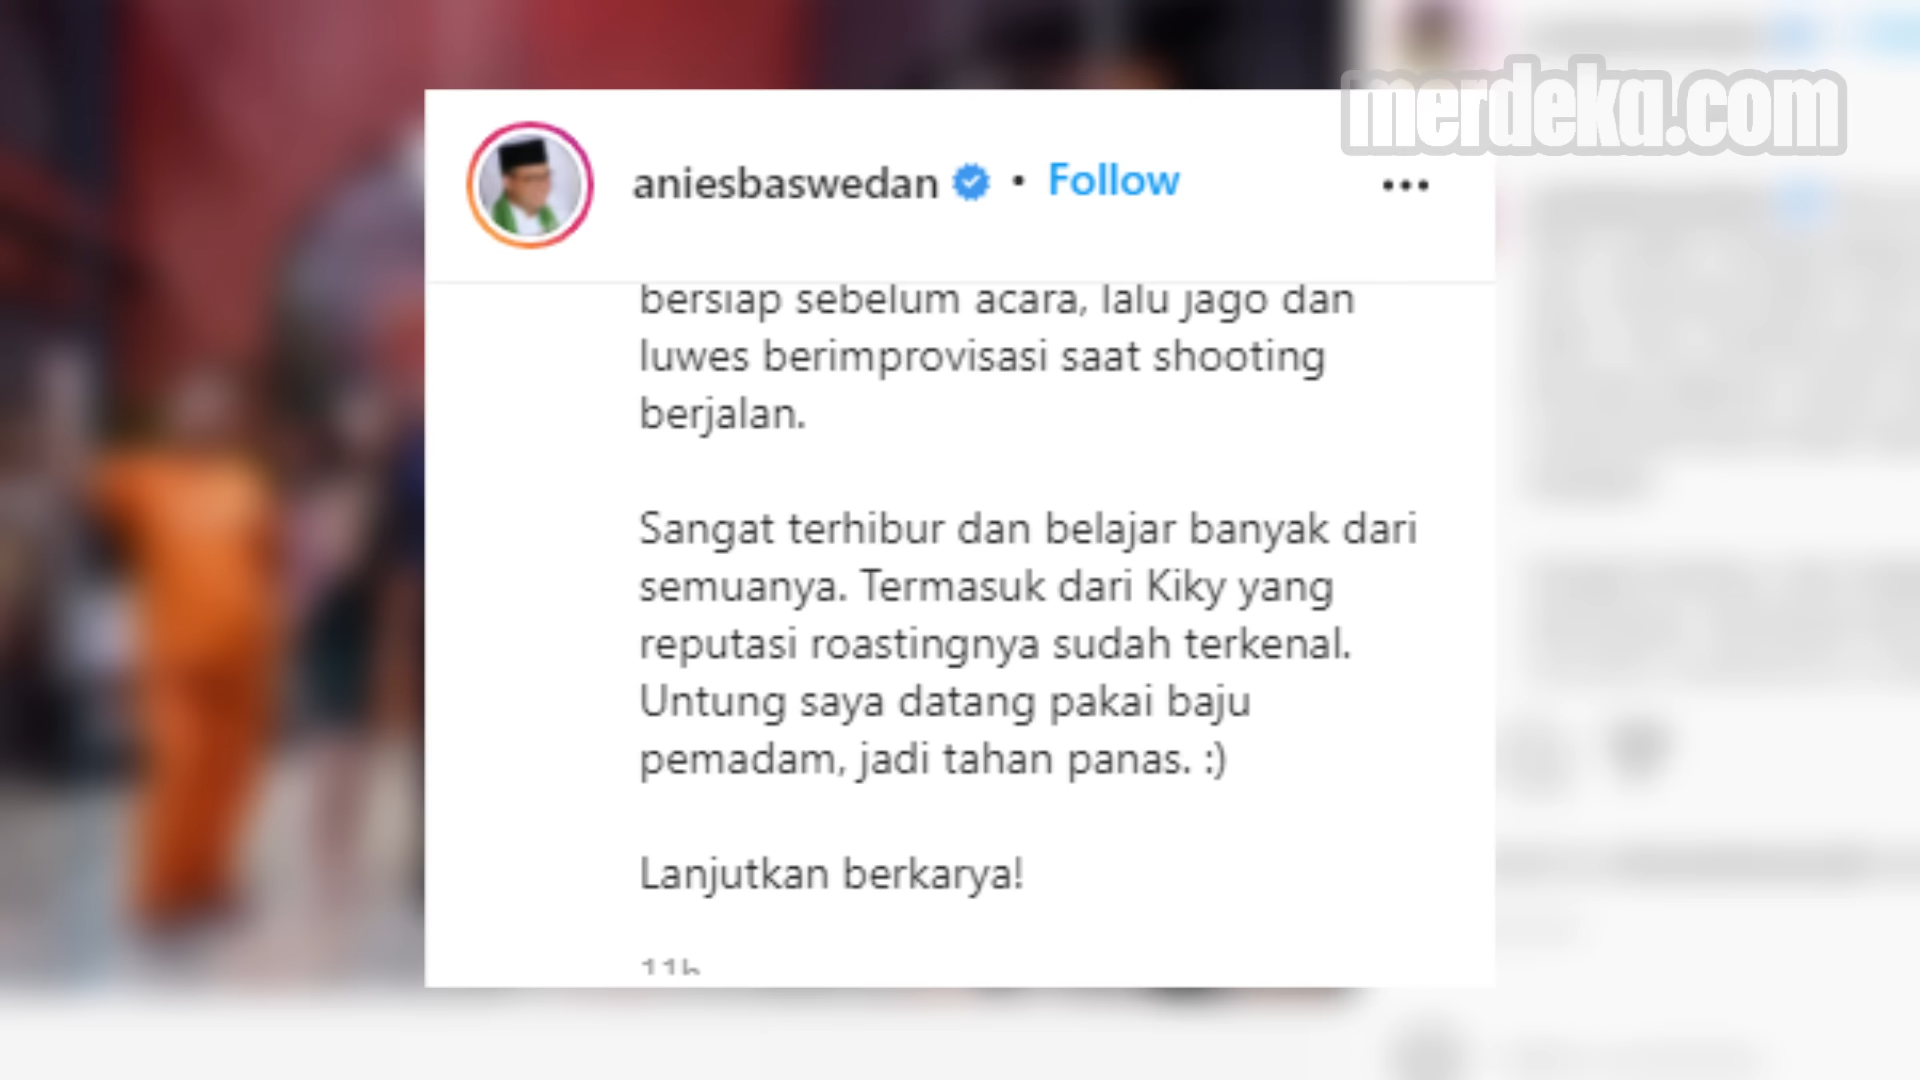 merdeka.com
aniesbaswedan • Follow
bersiap sebelum acara, lalu jago dan
luwes berimprovisasi saat shooting
berjalan.
Sangat terhibur dan belajar banyak dari
semuanya. Termasuk dari Kiky yang
reputasi roastingnya sudah terkenal.
Untung saya datang pakai baju
pemadam, jadi tahan panas. :)
Lanjutkan berkarya!
11h